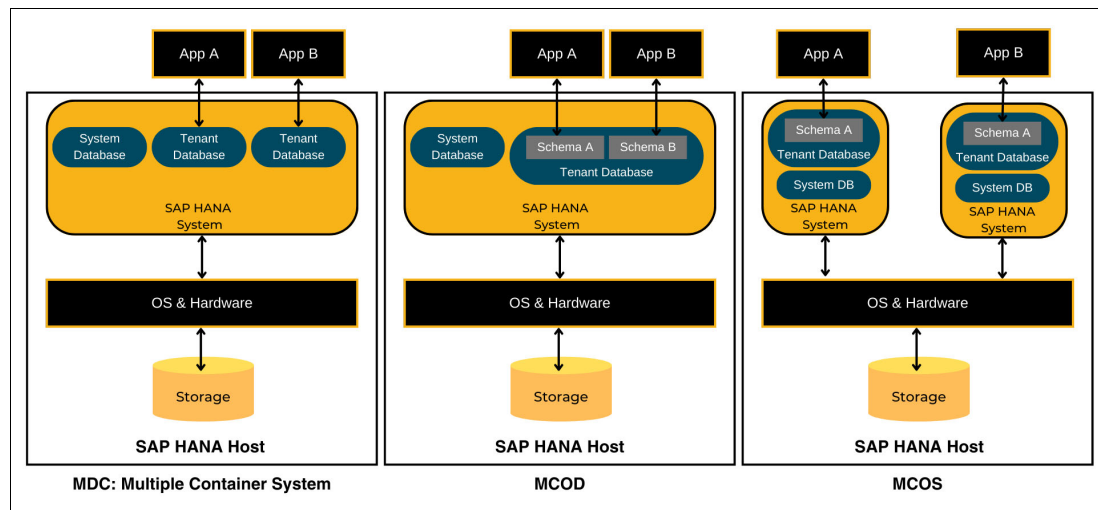 App A
App B
System
Database
Tenant
Database
Tenant
Database
SAP HANA
System
OS & Hardware
Storage
SAP HANA Host
MDC: Multiple Container System
App A
App B
System
Database
Schema A
Schema B
Tenant Database
SAP HANA
System
OS & Hardware
Storage
SAP HANA Host
MCOD
App A
App B
Schema A
Tenant Database
System DB
SAP HANA
System
Schema A
Tenant Database
System DB
SAP HANA
System
OS & Hardware
Storage
SAP HANA Host
MCOS